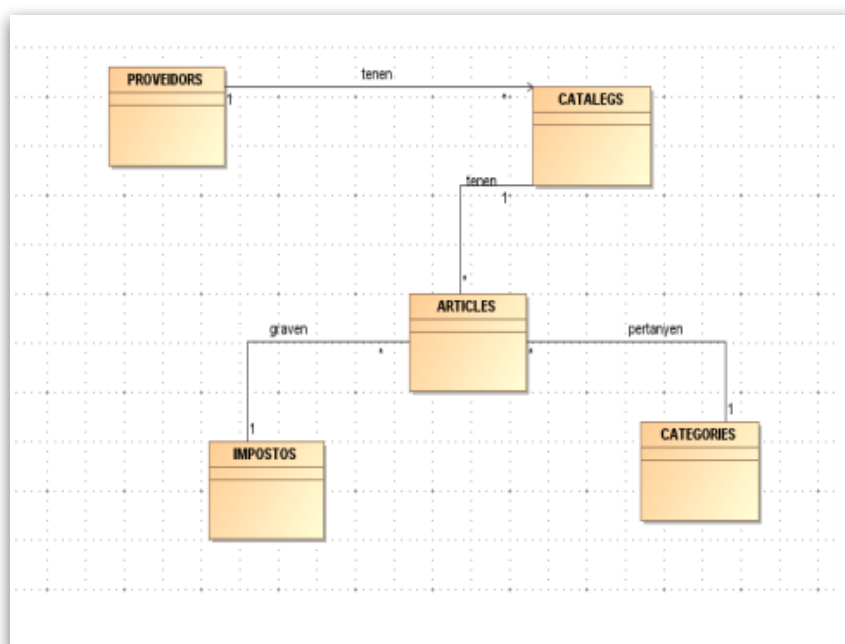 PROVEIDORS
tenen
1
*
CATALEGS
tenen
1
*
ARTICLES
graven
*
*
pertanyen
1
1
CATEGORIES
IMPOSTOS